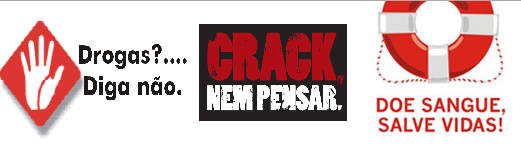 Drogas?....
Diga não.
CRACK,
NEM PENSAR.
DOE SANGUE,
SALVE VIDAS!